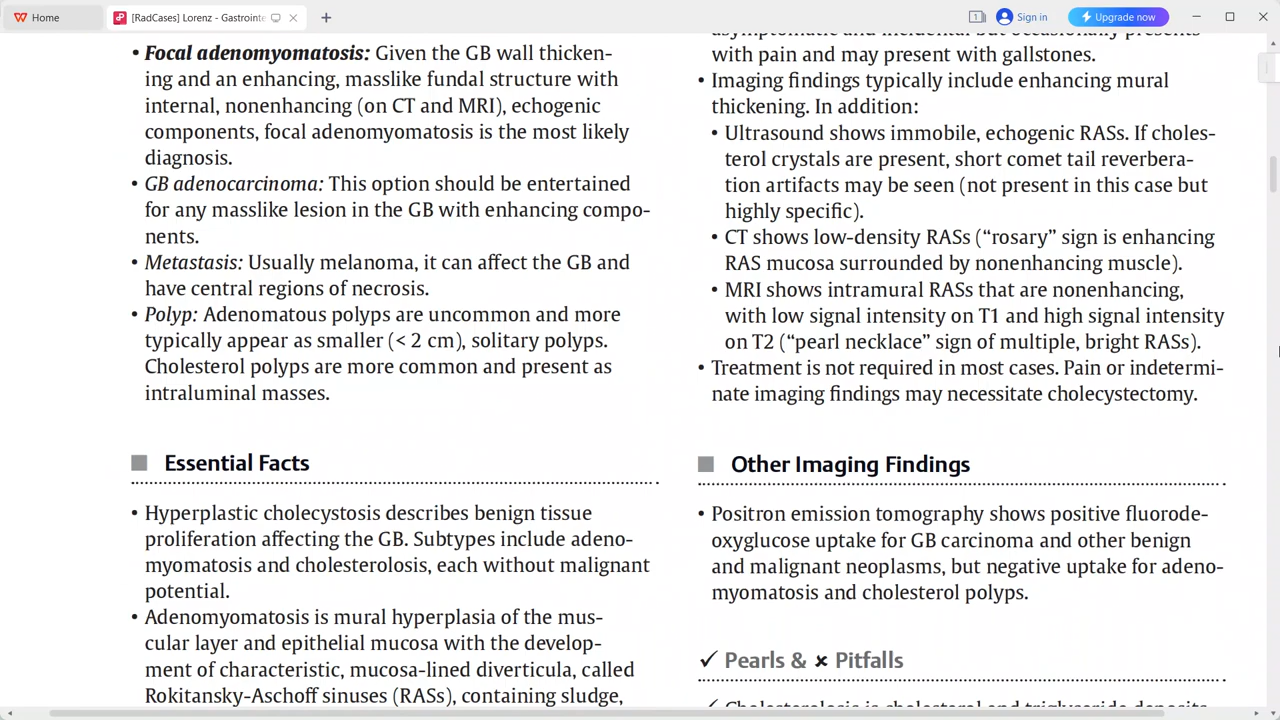 Home
[RadCases] Lorenz - Gastrointe
1
Sign in
Upgrade now
• Focal adenomyomatosis: Given the GB wall thicken-
ing and an enhancing, masslike fundal structure with
internal, nonenhancing (on CT and MRI), echogenic
components, focal adenomyomatosis is the most likely
diagnosis.
• GB adenocarcinoma: This option should be entertained
for any masslike lesion in the GB with enhancing compo-
nents.
• Metastasis: Usually melanoma, it can affect the GB and
have central regions of necrosis.
• Polyp: Adenomatous polyps are uncommon and more
typically appear as smaller (< 2 cm), solitary polyps.
Cholesterol polyps are more common and present as
intraluminal masses.
Essential Facts
• Hyperplastic cholecystosis describes benign tissue
proliferation affecting the GB. Subtypes include adeno-
myomatosis and cholesterolosis, each without malignant
potential.
• Adenomyomatosis is mural hyperplasia of the mus-
cular layer and epithelial mucosa with the develop-
ment of characteristic, mucosa-lined diverticula, called
Rokitansky-Aschoff sinuses (RASs), containing sludge,
asymptomatic and incidental but occasionally presents
with pain and may present with gallstones.
• Imaging findings typically include enhancing mural
thickening. In addition:
• Ultrasound shows immobile, echogenic RASs. If choles-
terol crystals are present, short comet tail reverbera-
tion artifacts may be seen (not present in this case but
highly specific).
• CT shows low-density RASs (“rosary” sign is enhancing
RAS mucosa surrounded by nonenhancing muscle).
• MRI shows intramural RASs that are nonenhancing,
with low signal intensity on T1 and high signal intensity
on T2 (“pearl necklace” sign of multiple, bright RASs).
• Treatment is not required in most cases. Pain or indetermi-
nate imaging findings may necessitate cholecystectomy.
Other Imaging Findings
• Positron emission tomography shows positive fluorode-
oxyglucose uptake for GB carcinoma and other benign
and malignant neoplasms, but negative uptake for adeno-
myomatosis and cholesterol polyps.
✓ Pearls & ✗ Pitfalls
✓ Cholesterolosis is cholesterol and triglyceride deposits